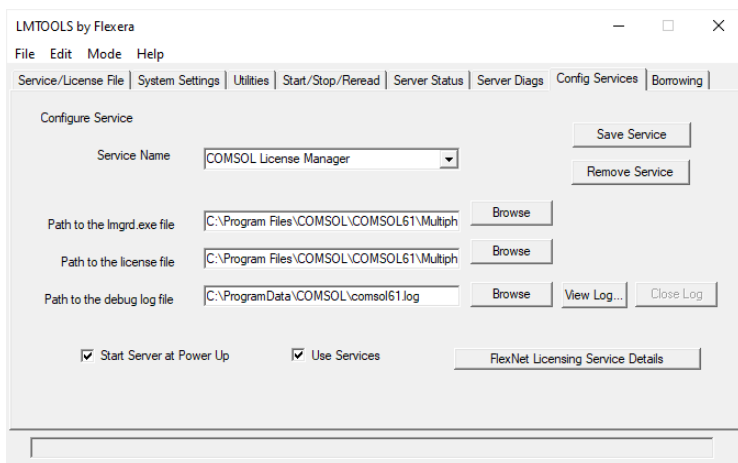 LMTOOLS by Flexera
File Edit Mode Help
Service/License File System Settings Utilities Start/Stop/Reread Server Status Server Diags Config Services Borrowing
Configure Service
Save Service
Service Name COMSOL License Manager
Remove Service
Path to the lmgrd.exe file C:\Program Files\COMSOL\COMSOL61\Multiph Browse
Path to the license file C:\Program Files\COMSOL\COMSOL61\Multiph Browse
Path to the debug log file C:\ProgramData\COMSOL\comsol61.log Browse View Log... Close Log
Start Server at Power Up Use Services FlexNet Licensing Service Details